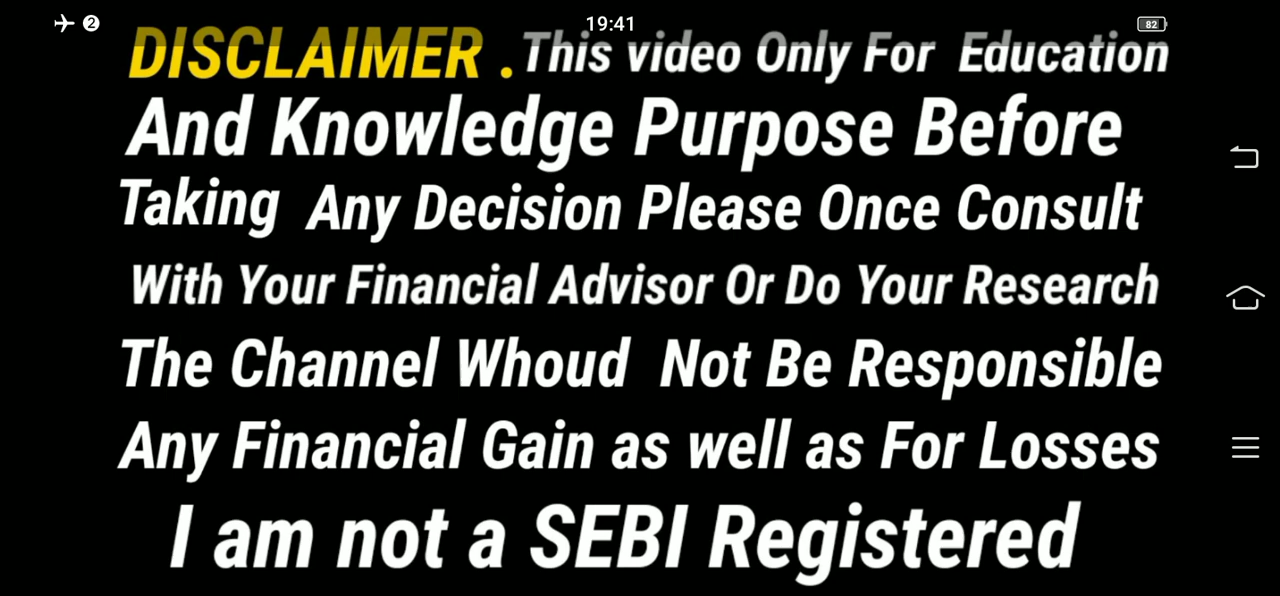 2 19:41 82
DISCLAIMER . This video Only For Education
And Knowledge Purpose Before
Taking Any Decision Please Once Consult
With Your Financial Advisor Or Do Your Research
The Channel Whoud Not Be Responsible
Any Financial Gain as well as For Losses
I am not a SEBI Registered